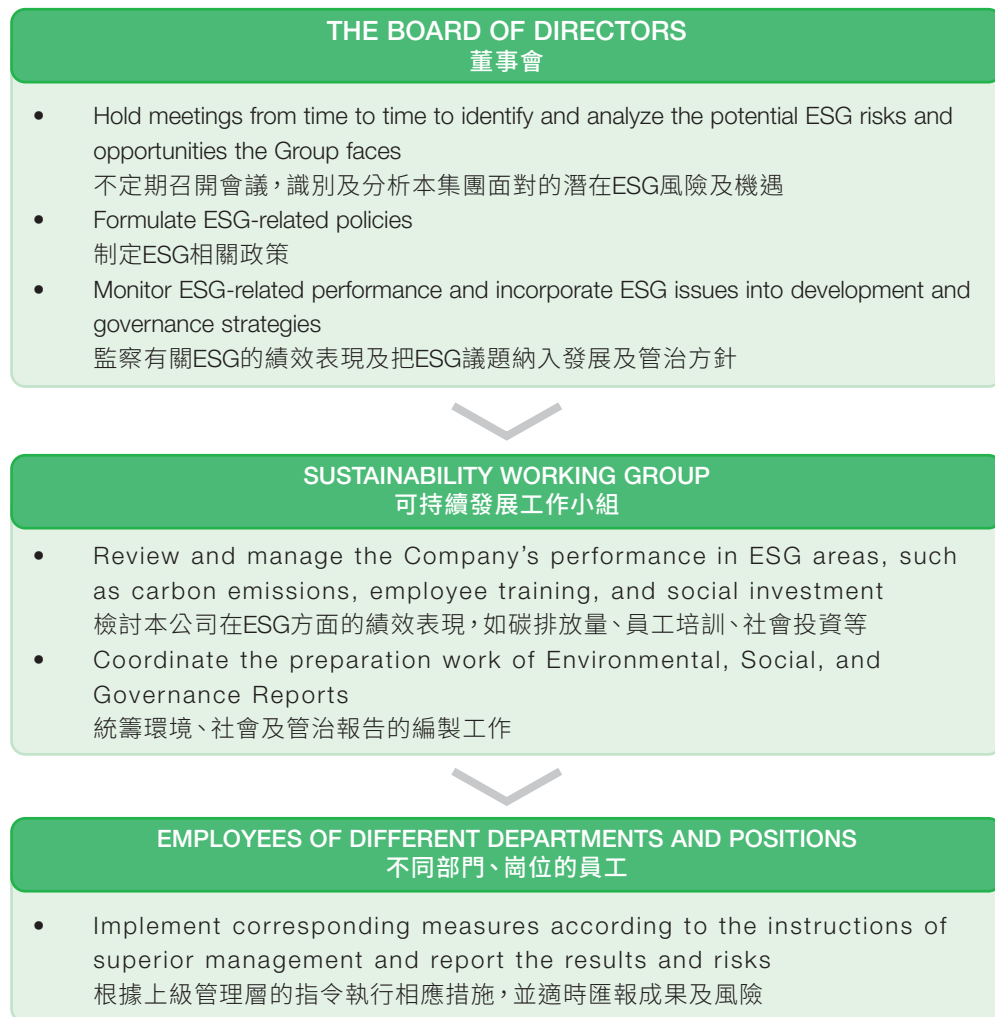 THE BOARD OF DIRECTORS
董事會
• Hold meetings from time to time to identify and analyze the potential ESG risks and
opportunities the Group faces
不定期召開會議，識別及分析本集團面對的潛在ESG風險及機遇
• Formulate ESG-related policies
制定ESG相關政策
• Monitor ESG-related performance and incorporate ESG issues into development and
governance strategies
監察有關ESG的績效表現及把ESG議題納入發展及管治方針
SUSTAINABILITY WORKING GROUP
可持續發展工作小組
• Review and manage the Company’s performance in ESG areas, such
as carbon emissions, employee training, and social investment
檢討本公司在ESG方面的績效表現，如碳排放量、員工培訓、社會投資等
• Coordinate the preparation work of Environmental, Social, and
Governance Reports
統籌環境、社會及管治報告的編製工作
EMPLOYEES OF DIFFERENT DEPARTMENTS AND POSITIONS
不同部門、崗位的員工
• Implement corresponding measures according to the instructions of
superior management and report the results and risks
根據上級管理層的指令執行相應措施，並適時匯報成果及風險